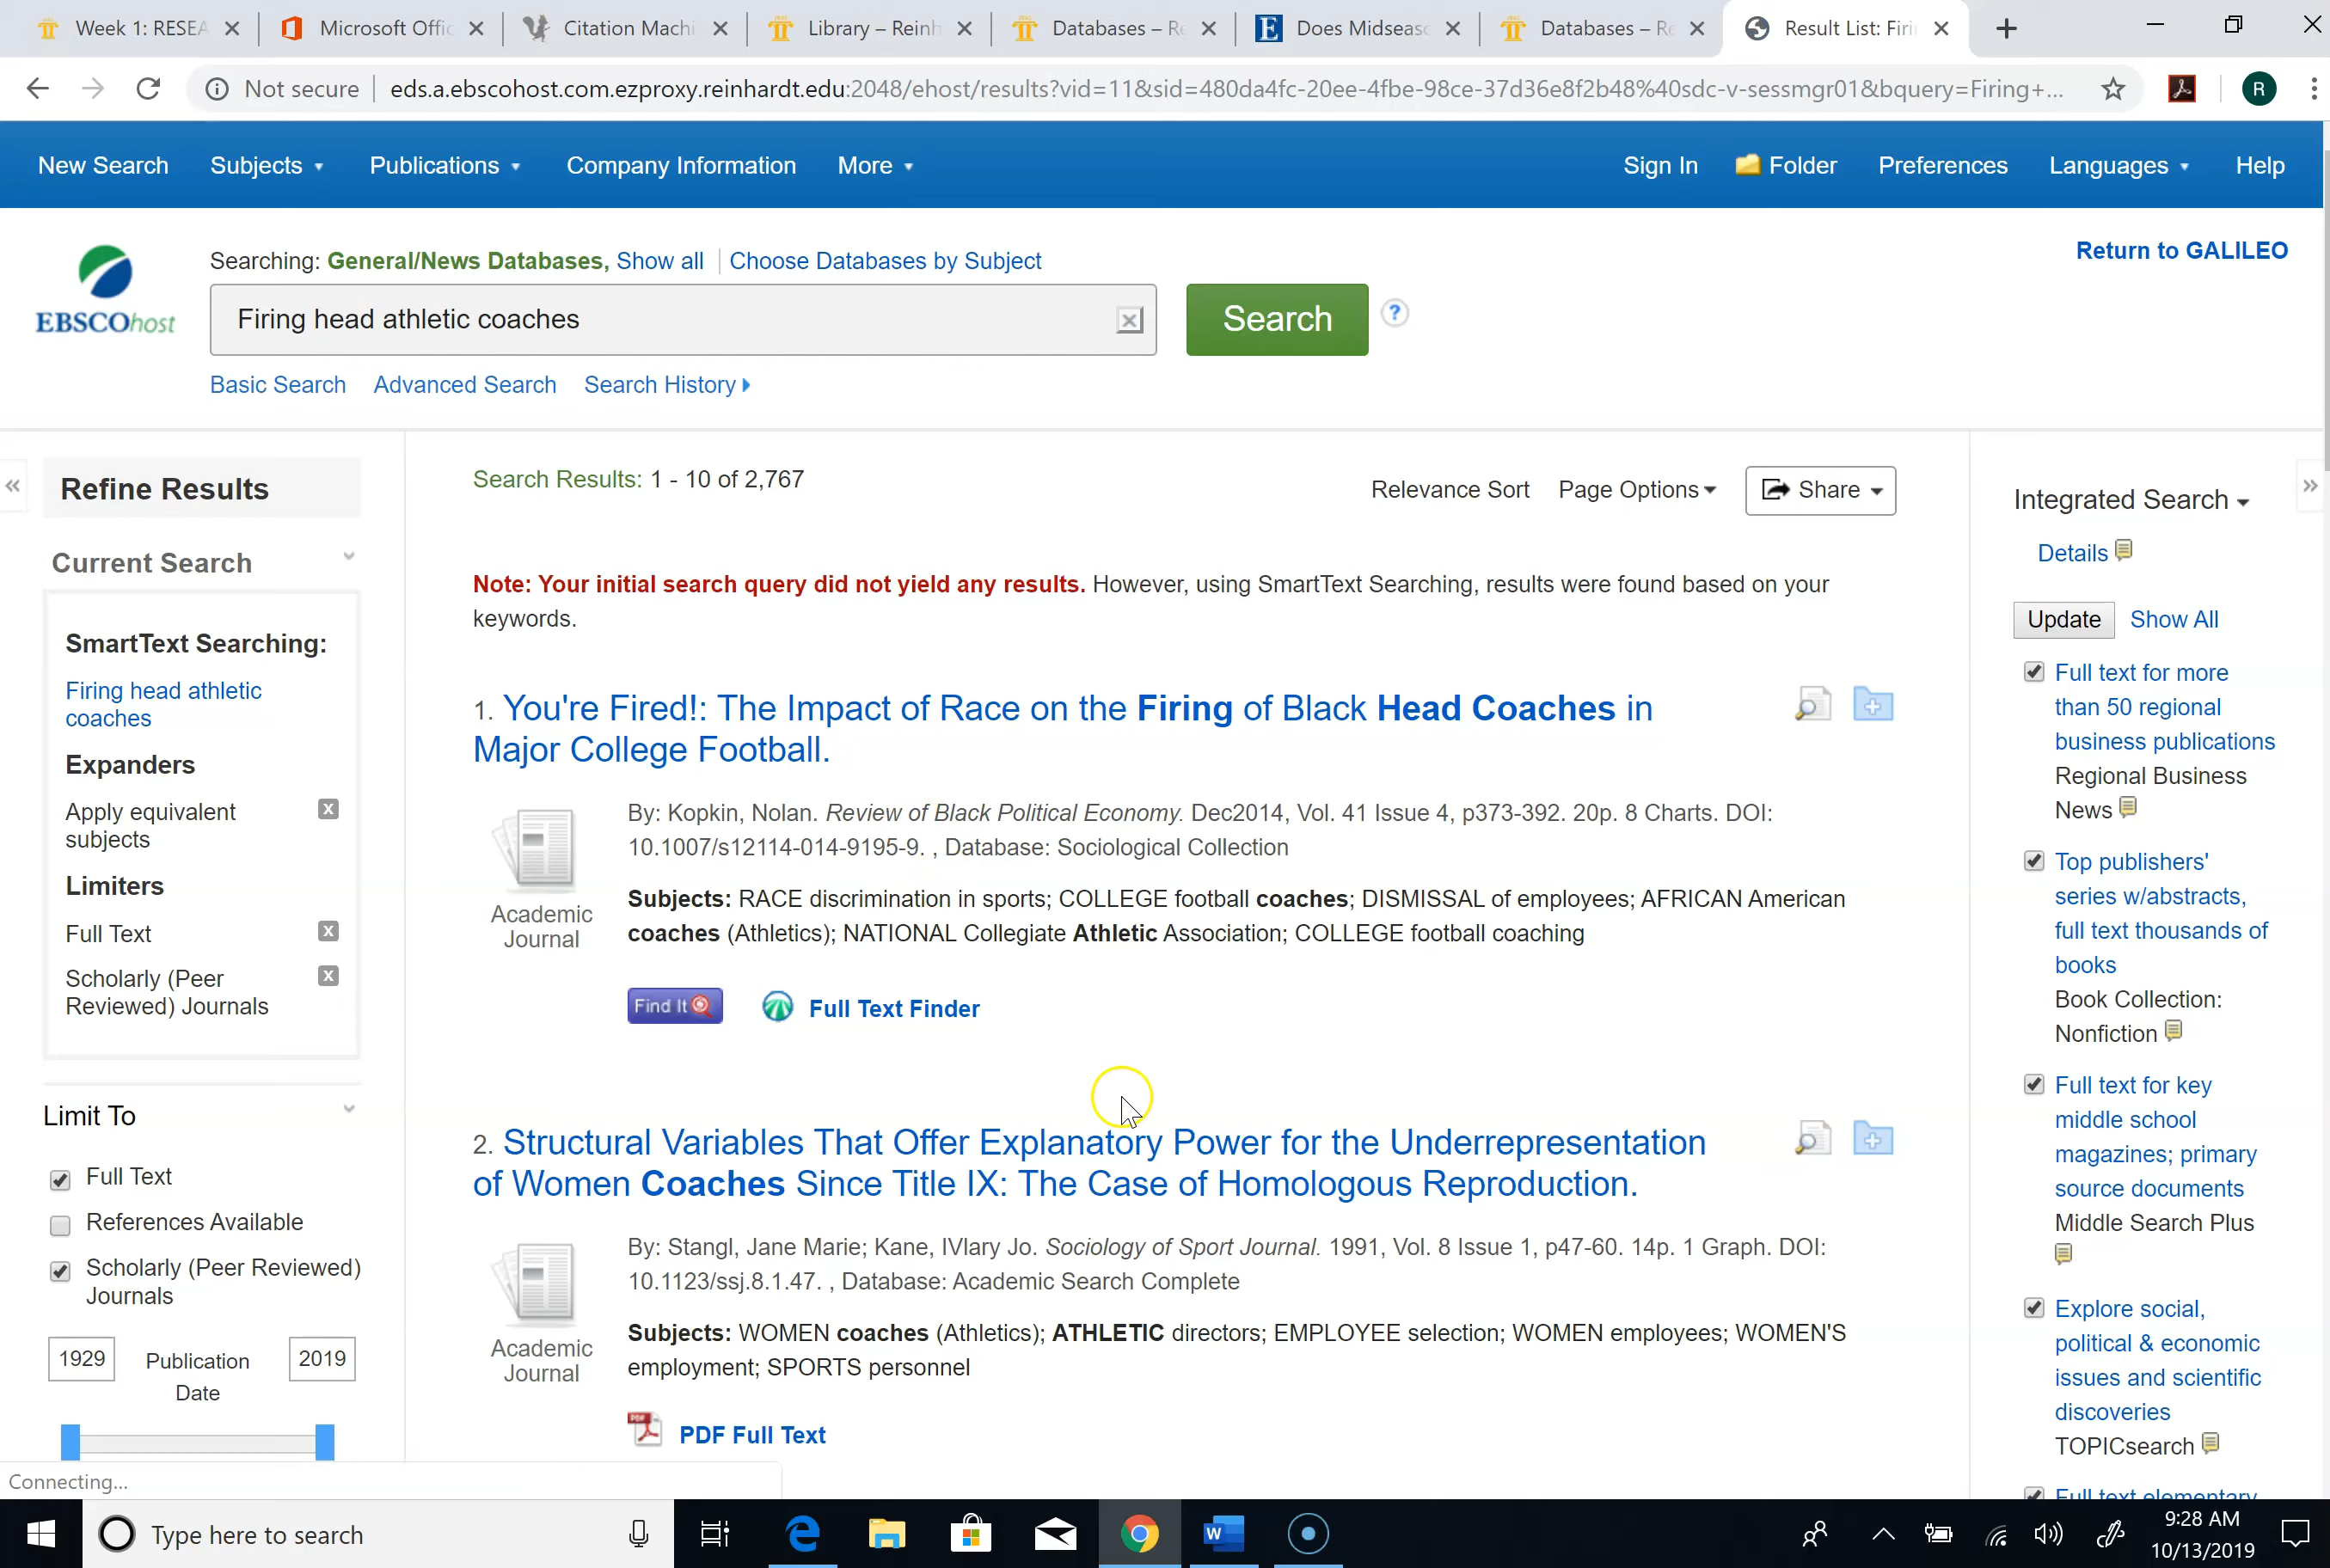 Week 1: RESEA
Microsoft Offic
Citation Machi
Library – Reinh
Databases – Re
Does Midseaso
Databases – Re
Result List: Firi
Not secure
eds.a.ebscohost.com.ezproxy.reinhardt.edu:2048/ehost/results?vid=11&sid=480da4fc-20ee-4fbe-98ce-37d36e8f2b48%40sdc-v-sessmgr01&bquery=Firing+...
R
New Search Subjects Publications Company Information More
Sign In Folder Preferences Languages Help
EBSCOhost
Searching: General/News Databases, Show all Choose Databases by Subject
Return to GALILEO
Firing head athletic coaches
Search
?
Basic Search Advanced Search Search History
Refine Results
Current Search
SmartText Searching:
Firing head athletic
coaches
Expanders
Apply equivalent
subjects
Limiters
Full Text
Scholarly (Peer
Reviewed) Journals
Limit To
Full Text
References Available
Scholarly (Peer Reviewed)
Journals
1929
Publication
Date
2019
Connecting...
Search Results: 1 - 10 of 2,767
Relevance Sort Page Options Share
Note: Your initial search query did not yield any results. However, using SmartText Searching, results were found based on your
keywords.
1. You're Fired!: The Impact of Race on the Firing of Black Head Coaches in
Major College Football.
Academic
Journal
By: Kopkin, Nolan. Review of Black Political Economy. Dec2014, Vol. 41 Issue 4, p373-392. 20p. 8 Charts. DOI:
10.1007/s12114-014-9195-9. , Database: Sociological Collection
Subjects: RACE discrimination in sports; COLLEGE football coaches; DISMISSAL of employees; AFRICAN American
coaches (Athletics); NATIONAL Collegiate Athletic Association; COLLEGE football coaching
Find It Full Text Finder
2. Structural Variables That Offer Explanatory Power for the Underrepresentation
of Women Coaches Since Title IX: The Case of Homologous Reproduction.
Academic
Journal
By: Stangl, Jane Marie; Kane, IVlary Jo. Sociology of Sport Journal. 1991, Vol. 8 Issue 1, p47-60. 14p. 1 Graph. DOI:
10.1123/ssj.8.1.47. , Database: Academic Search Complete
Subjects: WOMEN coaches (Athletics); ATHLETIC directors; EMPLOYEE selection; WOMEN employees; WOMEN'S
employment; SPORTS personnel
PDF Full Text
Integrated Search
Details
Update Show All
Full text for more
than 50 regional
business publications
Regional Business
News
Top publishers'
series w/abstracts,
full text thousands of
books
Book Collection:
Nonfiction
Full text for key
middle school
magazines; primary
source documents
Middle Search Plus
Explore social,
political & economic
issues and scientific
discoveries
TOPICsearch
Full text elementary
Type here to search
9:28 AM
10/13/2019